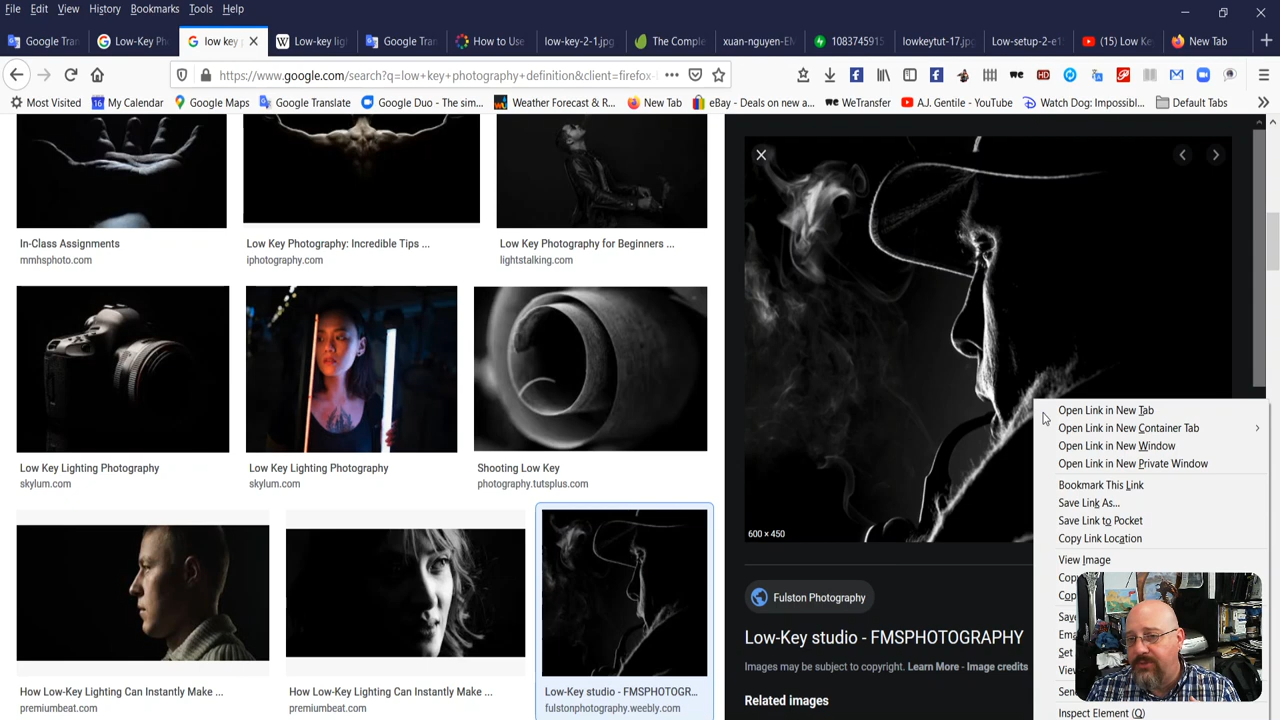 File Edit View History Bookmarks Tools Help
Google Tran Low-Key Ph low key p Low-key ligh Google Tran How to Use low-key-2-1.jpg The Comple xuan-nguyen-EM 1083745915 lowkeytut-17.jpg Low-setup-2-e1 (15) Low Ke New Tab
https://www.google.com/search?q=low+key+photography+definition&client=firefox-
Most Visited 16 My Calendar Google Maps Google Translate Google Duo - The sim... Weather Forecast & R... New Tab eBay - Deals on new a... WeTransfer A.J. Gentile - YouTube Watch Dog: Impossibl... Default Tabs
In-Class Assignments
mmhsphoto.com
Low Key Photography: Incredible Tips ...
iphotography.com
Low Key Photography for Beginners ...
lightstalking.com
Low Key Lighting Photography
skylum.com
Low Key Lighting Photography
skylum.com
Shooting Low Key
photography.tutsplus.com
How Low-Key Lighting Can Instantly Make ...
premiumbeat.com
How Low-Key Lighting Can Instantly Make ...
premiumbeat.com
Low-Key studio - FMSPHOTOGR...
fulstonphotography.weebly.com
600 × 450
Fulston Photography
Low-Key studio - FMSPHOTOGRAPHY
Images may be subject to copyright. Learn More - Image credits
Related images
Open Link in New Tab
Open Link in New Container Tab
Open Link in New Window
Open Link in New Private Window
Bookmark This Link
Save Link As...
Save Link to Pocket
Copy Link Location
View Image
Set
Inspect Element (Q)